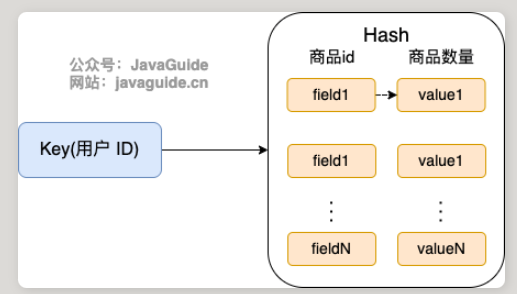 Hash
公众号：JavaGuide
网站：javaguide.cn
商品id 商品数量
field1 value1
Key(用户 ID)
field1 value1
fieldN valueN